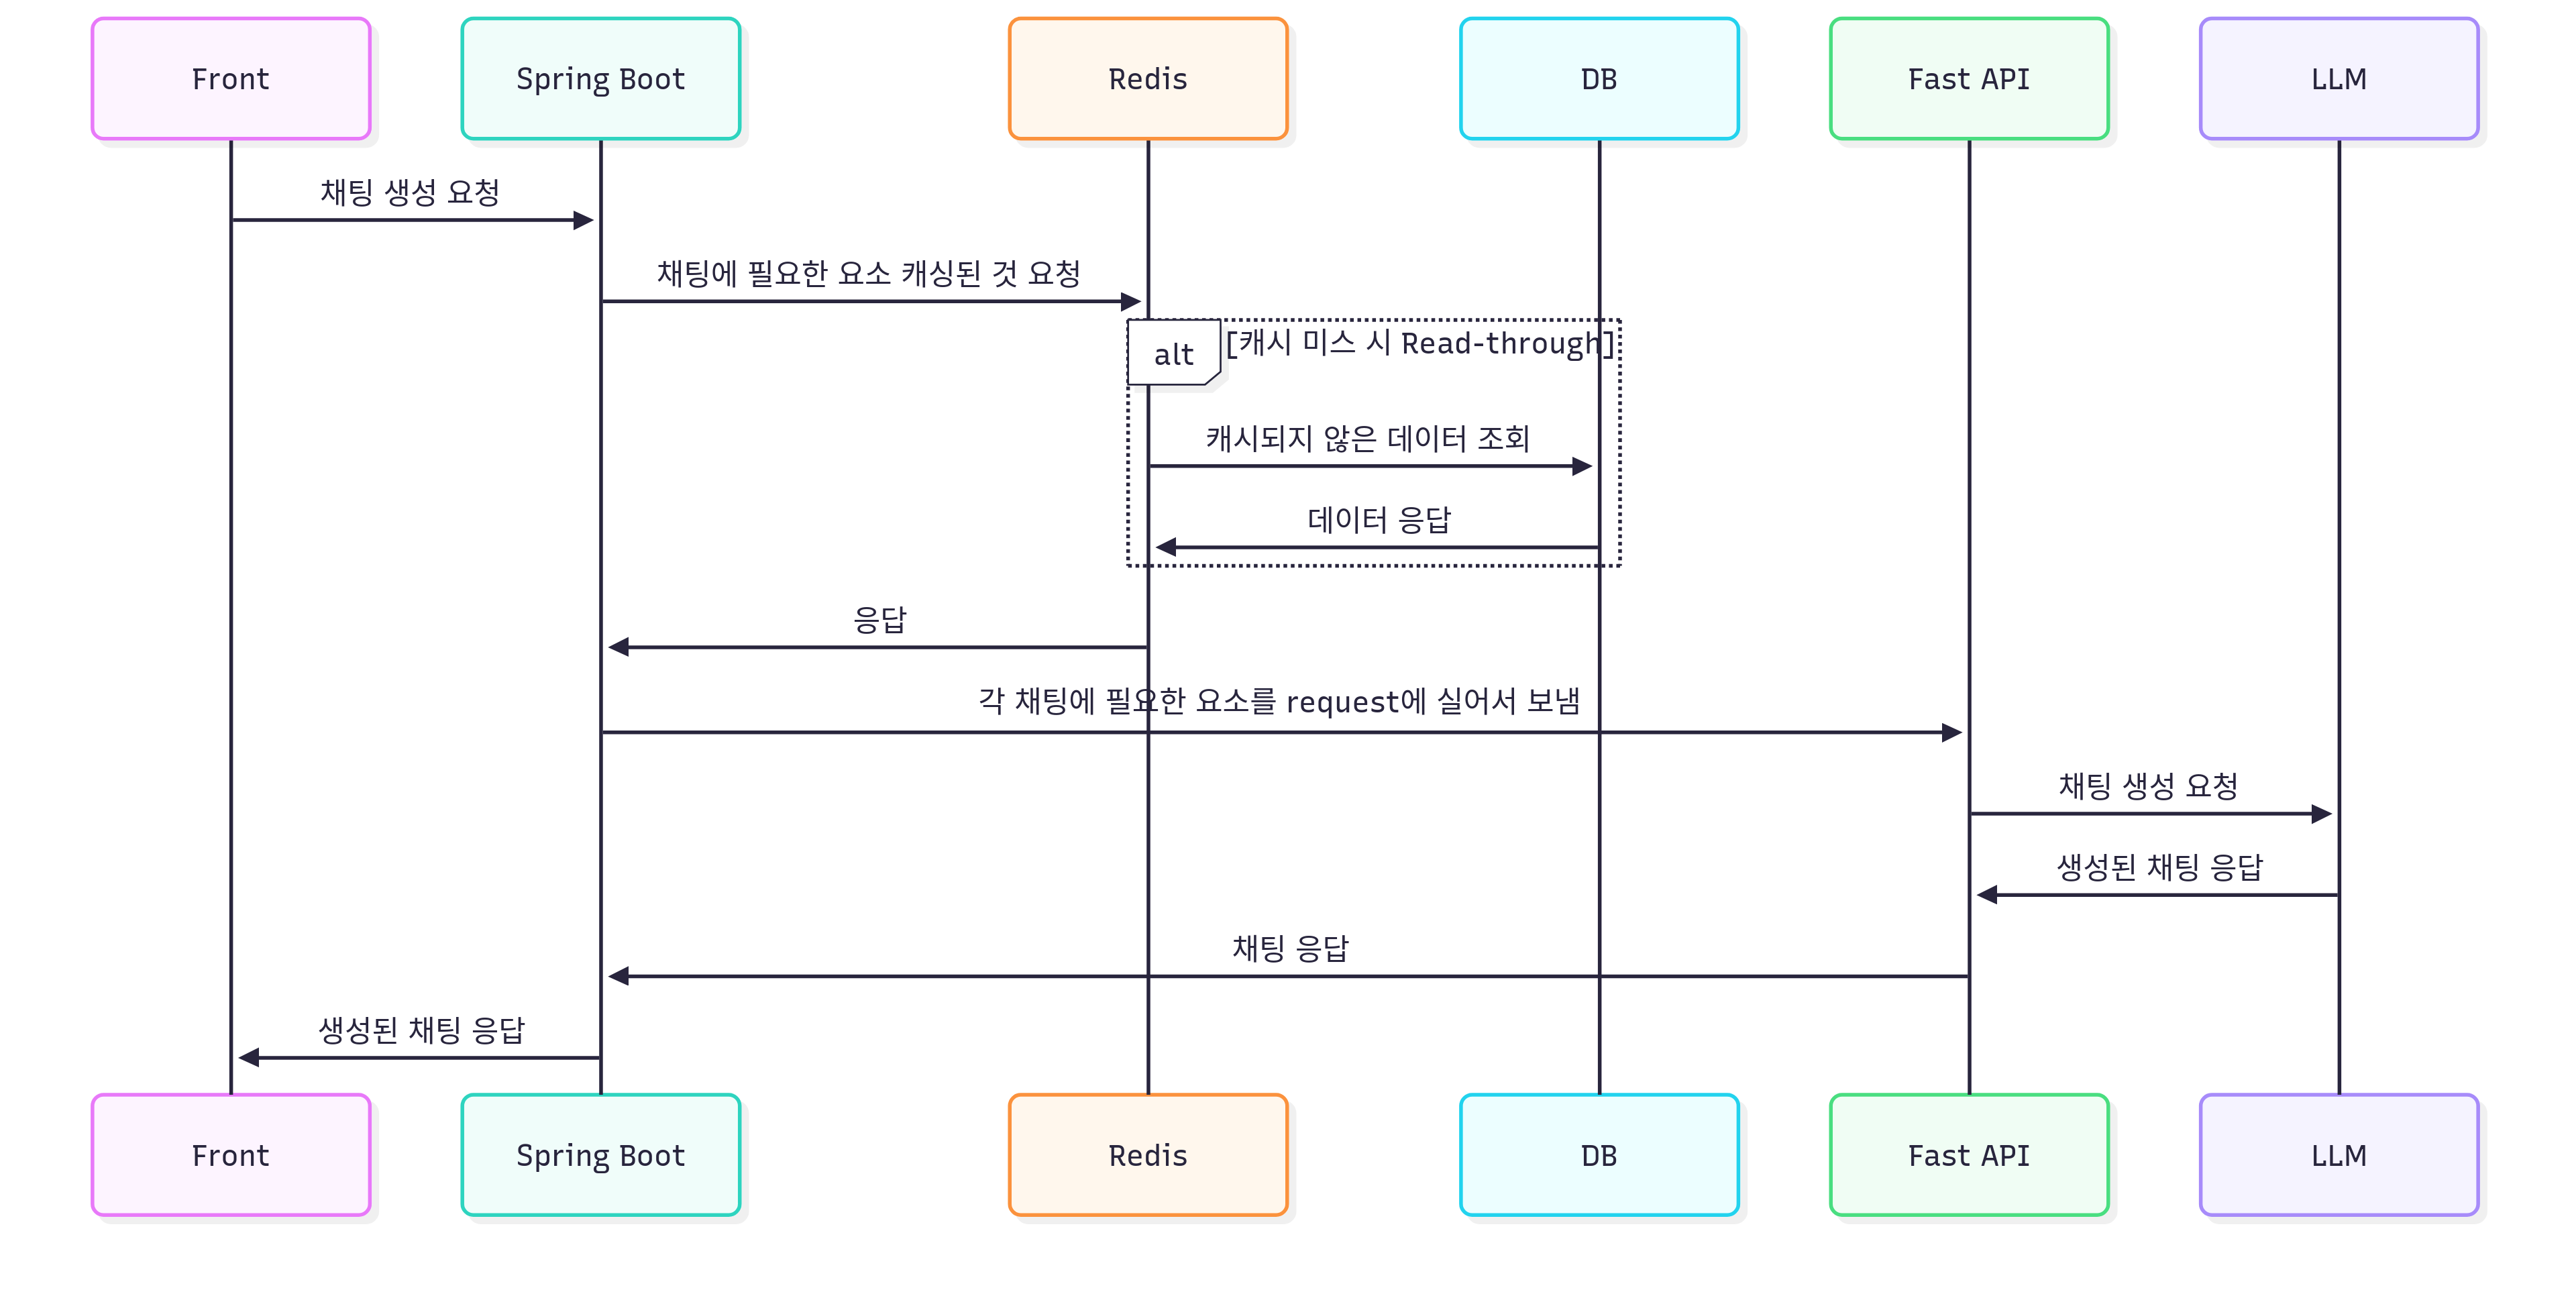 Front
Spring Boot
Redis
DB
Fast API
LLM
채팅 생성 요청
채팅에 필요한 요소 캐싱된 것 요청
alt
[캐시 미스 시 Read-through]
캐시되지 않은 데이터 조회
데이터 응답
응답
각 채팅에 필요한 요소를 request에 실어서 보냄
채팅 생성 요청
생성된 채팅 응답
채팅 응답
생성된 채팅 응답
Front
Spring Boot
Redis
DB
Fast API
LLM